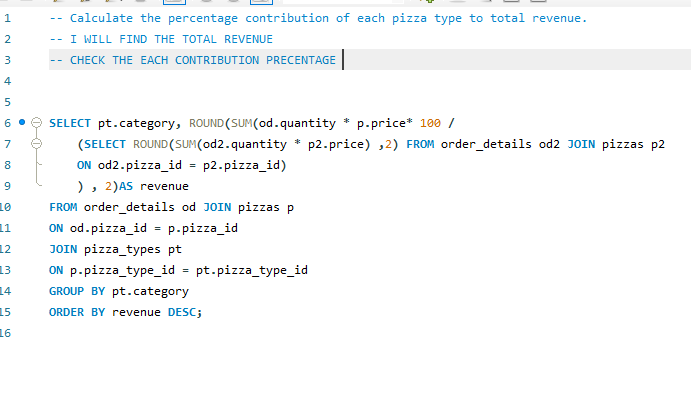 1 -- Calculate the percentage contribution of each pizza type to total revenue.
2 -- I WILL FIND THE TOTAL REVENUE
3 -- CHECK THE EACH CONTRIBUTION PRECENTAGE
4
5
6 SELECT pt.category, ROUND(SUM(od.quantity * p.price* 100 /
7 (SELECT ROUND(SUM(od2.quantity * p2.price) ,2) FROM order_details od2 JOIN pizzas p2
8 ON od2.pizza_id = p2.pizza_id)
9 ) , 2)AS revenue
10 FROM order_details od JOIN pizzas p
11 ON od.pizza_id = p.pizza_id
12 JOIN pizza_types pt
13 ON p.pizza_type_id = pt.pizza_type_id
14 GROUP BY pt.category
15 ORDER BY revenue DESC;
16